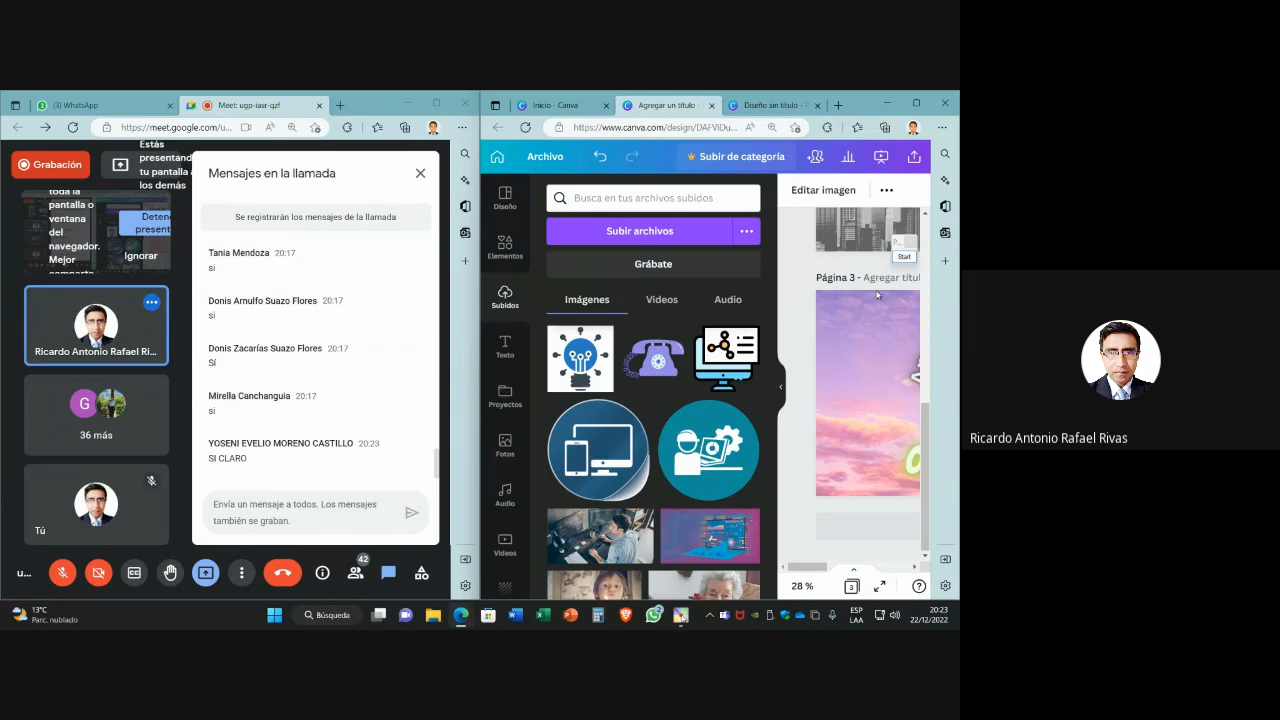 (3) WhatsApp
Meet: ugp-iasr-qzf
https://meet.google.com/u...
Grabación
Estás
presentando
tu pantalla a
los demás
toda la
pantalla o
ventana
del
navegador.
Mejor
comparte
Deten
present
Ignorar
Ricardo Antonio Rafael Ri...
G
36 más
Tú
Mensajes en la llamada
Se registrarán los mensajes de la llamada
Tania Mendoza 20:17
si
Donis Arnulfo Suazo Flores 20:17
si
Donis Zacarías Suazo Flores 20:17
Sí
Mirella Canchanguia 20:17
si
YOSENI EVELIO MORENO CASTILLO 20:23
SI CLARO
Envía un mensaje a todos. Los mensajes
también se graban.
u...
42
Inicio - Canva
Agregar un título -
Diseño sin título -
https://www.canva.com/design/DAFViDu...
Archivo
Subir de categoría
Diseño
Elementos
Subidos
Texto
Proyectos
Fotos
Audio
Videos
Busca en tus archivos subidos
Subir archivos
Grábate
Imágenes
Videos
Audio
Editar imagen
P...
Start
Página 3 - Agregar títul
28 %
3
13°C
Parc. nublado
Búsqueda
2
ESP
LAA
20:23
22/12/2022
Ricardo Antonio Rafael Rivas